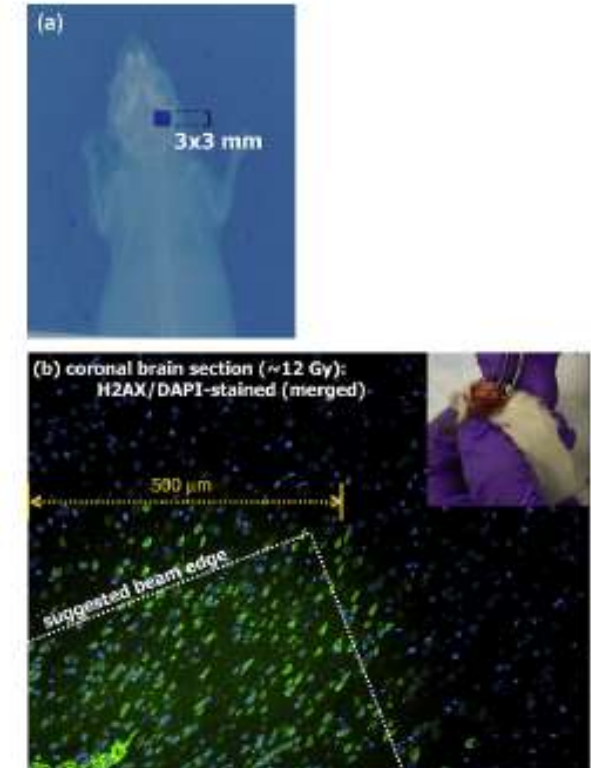 (a)
3x3 mm
(b) coronal brain section (~12 Gy):
H2AX/DAPI-stained (merged)
500 µm
suggested beam edge